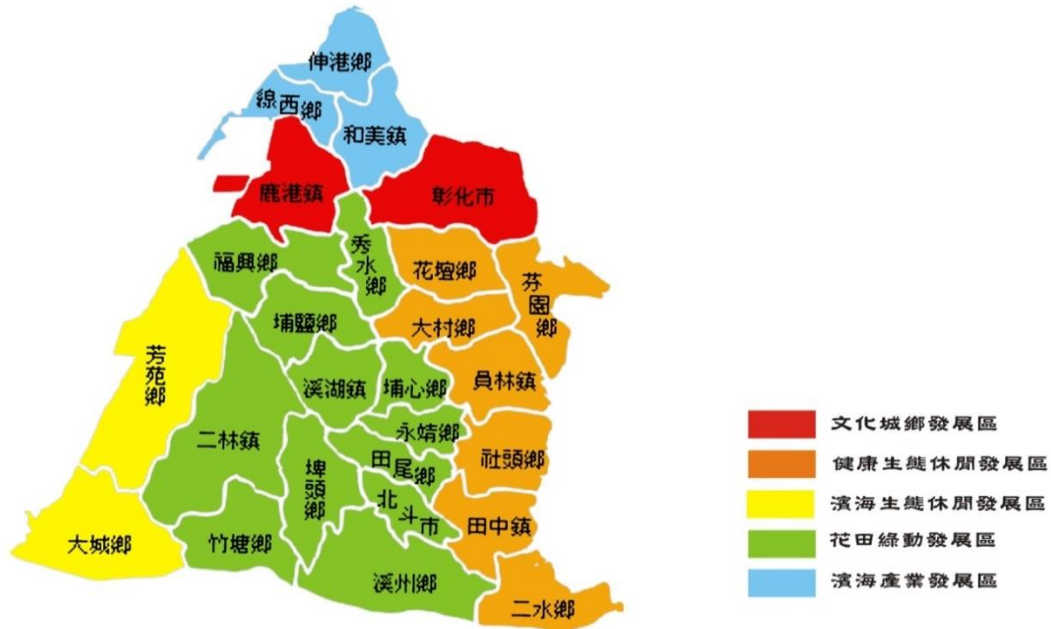 伸港鄉
線西鄉
和美鎮
鹿港鎮
彰化市
福興鄉
秀水鄉
花壇鄉
芬園鄉
埔鹽鄉
大村鄉
芳苑鄉
溪湖鎮
埔心鄉
員林鎮
二林鎮
永靖鄉
埤頭鄉
田尾鄉
社頭鄉
北斗市
田中鎮
大城鄉
竹塘鄉
溪州鄉
二水鄉
文化城鄉發展區
健康生態休閒發展區
濱海生態休閒發展區
花田綠動發展區
濱海產業發展區